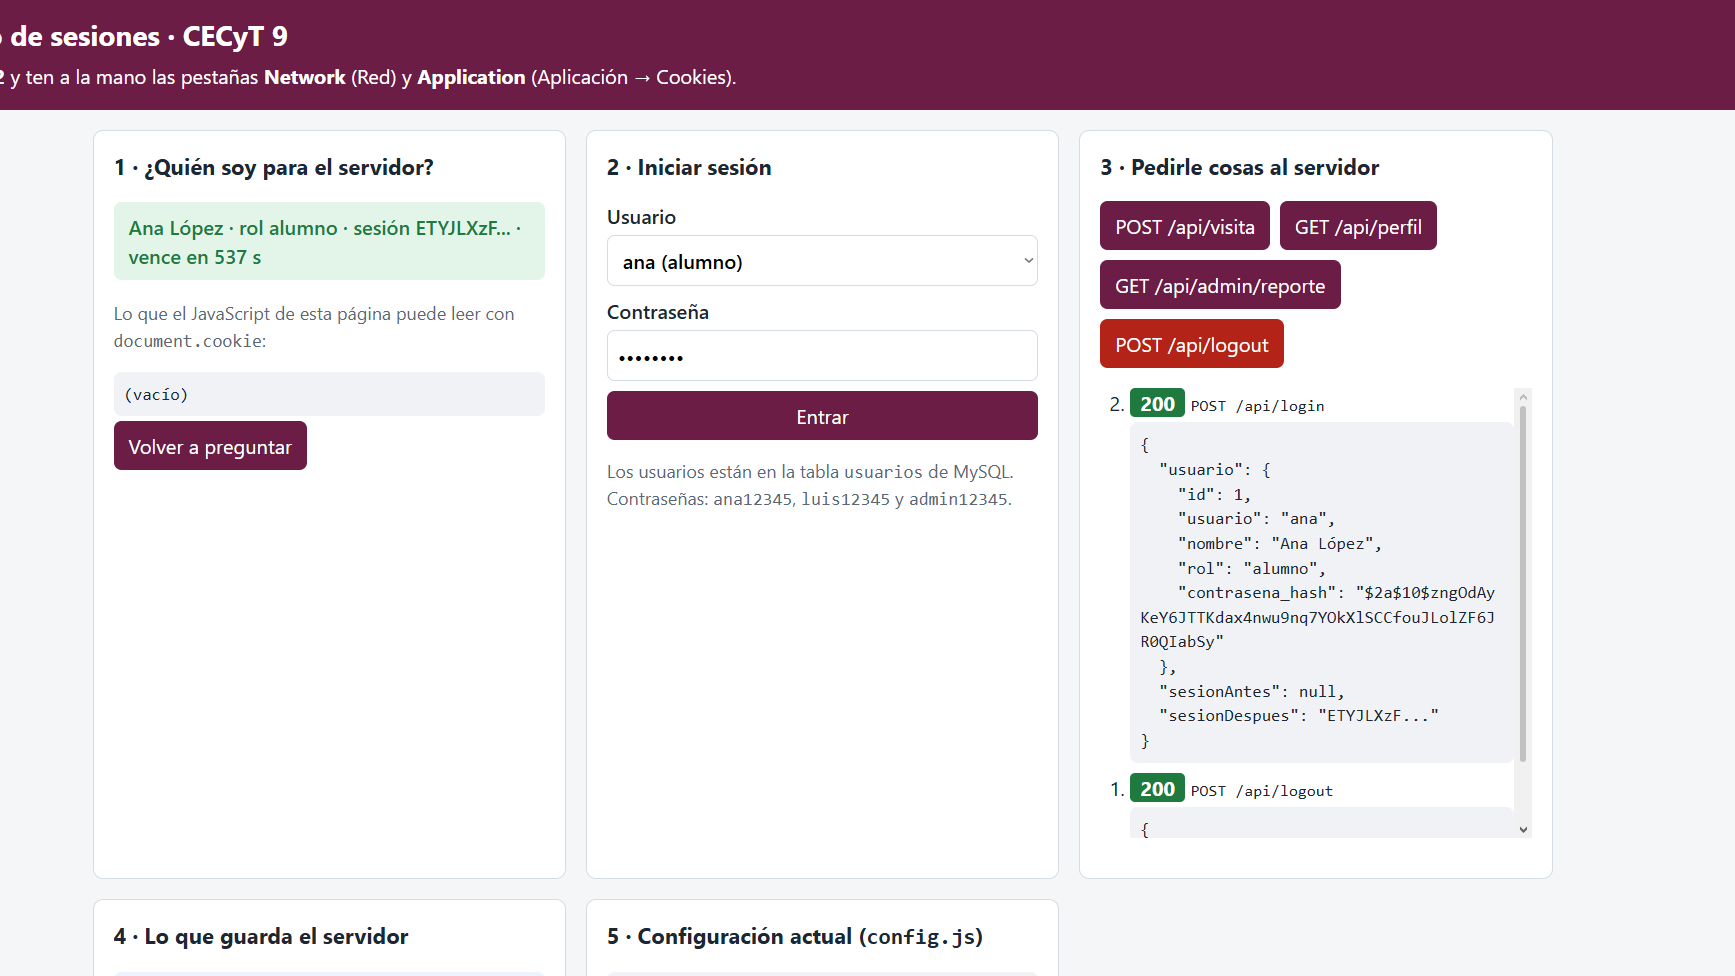 de sesiones · CECyT 9
2 y ten a la mano las pestañas Network (Red) y Application (Aplicación → Cookies).
1 · ¿Quién soy para el servidor?
Ana López · rol alumno · sesión ETYJLXzF... ·
vence en 537 s
Lo que el JavaScript de esta página puede leer con
document.cookie:
(vacío)
Volver a preguntar
2 · Iniciar sesión
Usuario
ana (alumno)
Contraseña
••••••••
Entrar
Los usuarios están en la tabla usuarios de MySQL.
Contraseñas: ana12345, luis12345 y admin12345.
3 · Pedirle cosas al servidor
POST /api/visita
GET /api/perfil
GET /api/admin/reporte
POST /api/logout
2. 200 POST /api/login
{
"usuario": {
"id": 1,
"usuario": "ana",
"nombre": "Ana López",
"rol": "alumno",
"contrasena_hash": "$2a$10$zngOdAy
KeY6JTTKdax4nwu9nq7YOkXlSCCfouJLolZF6J
R0QIabSy"
},
"sesionAntes": null,
"sesionDespues": "ETYJLXzF..."
}
1. 200 POST /api/logout
{
4 · Lo que guarda el servidor
5 · Configuración actual (config.js)